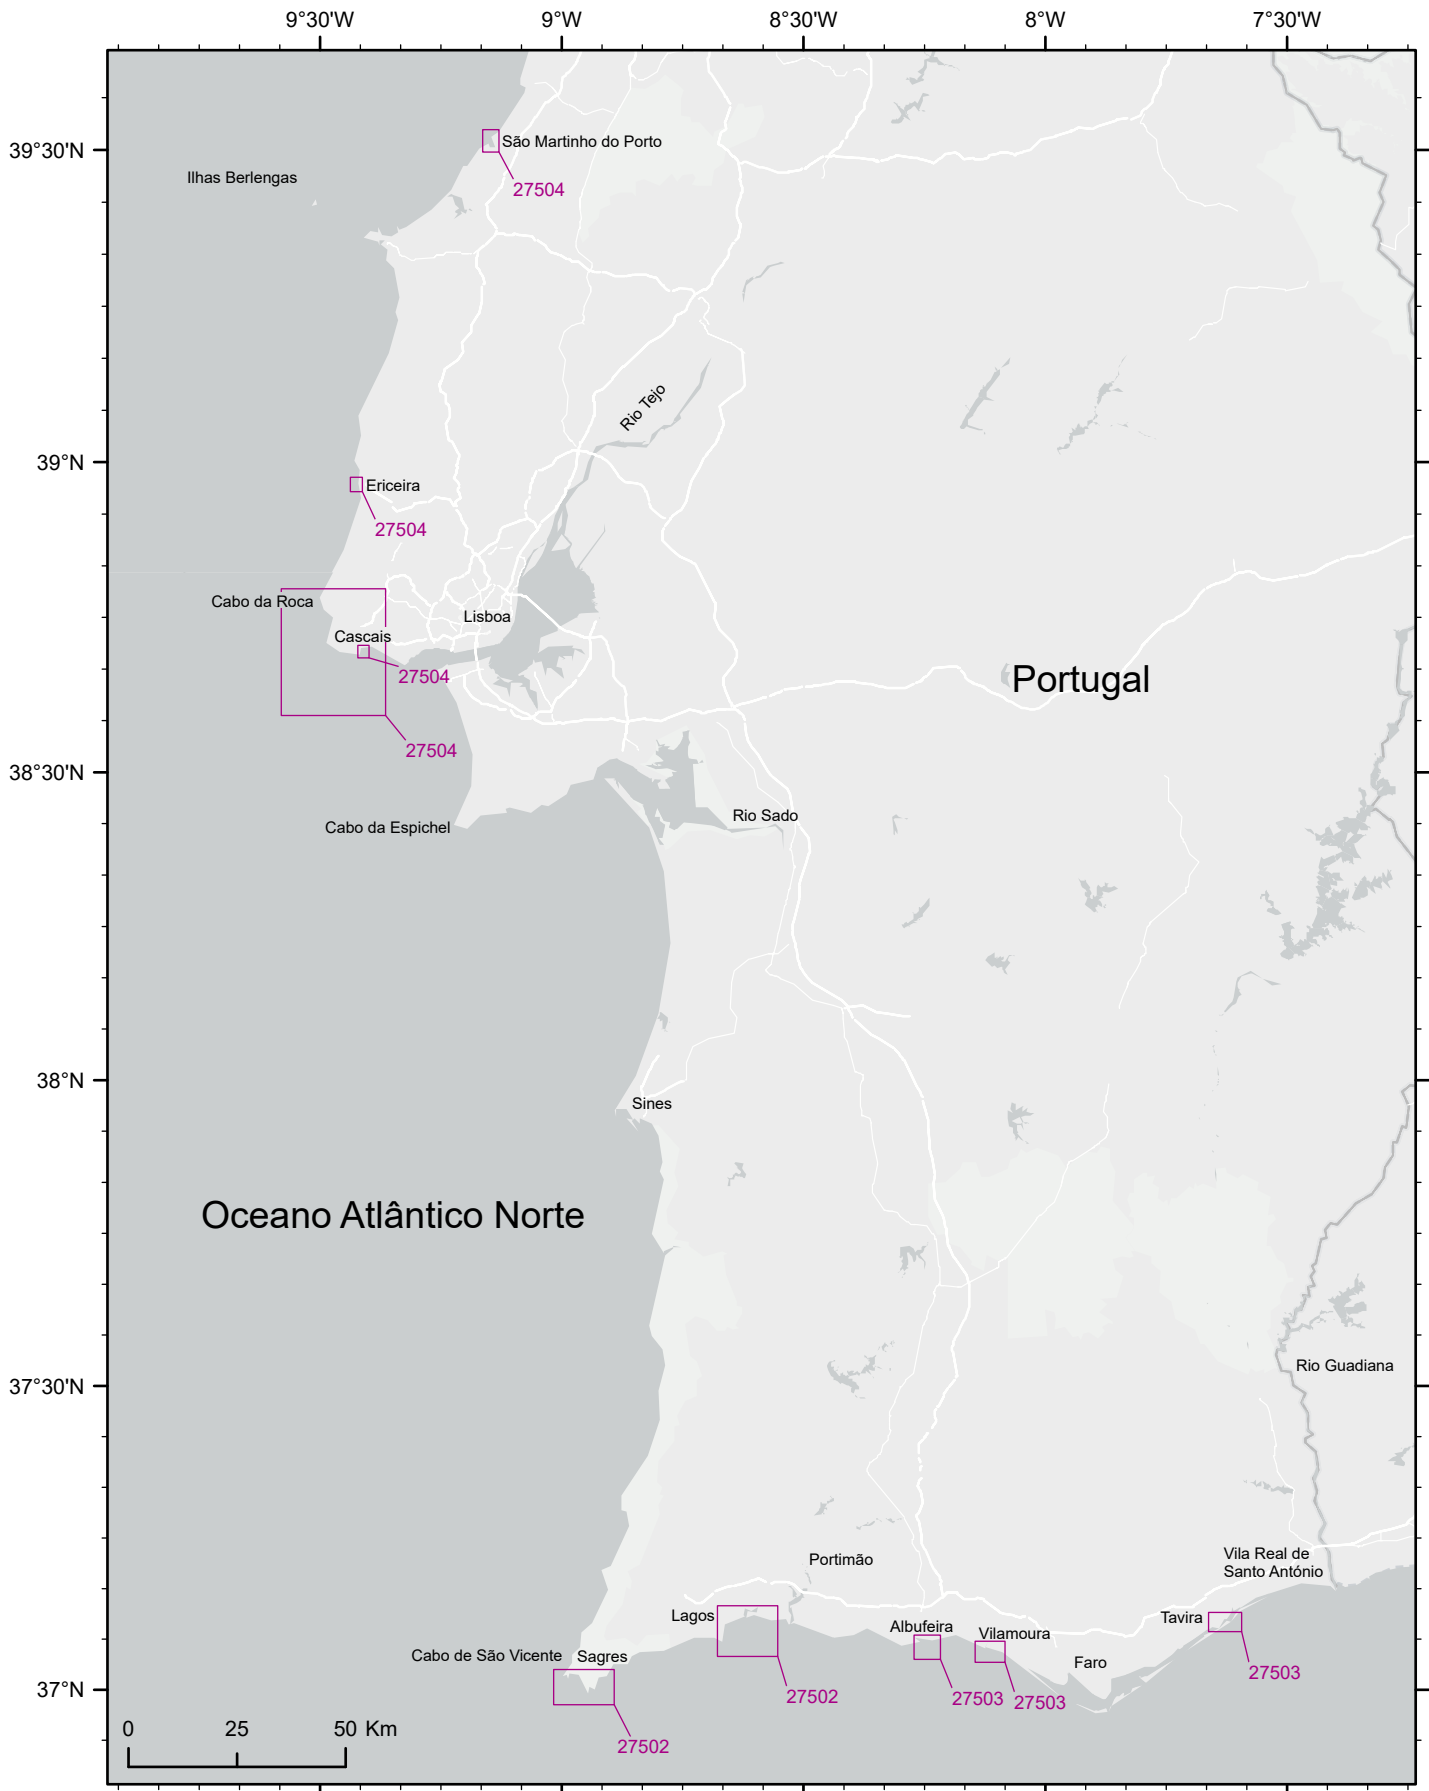 9°30'W
9°W
8°30'W
8°W
7°30'W
39°30'N
São Martinho do Porto
Ilhas Berlengas
27504
Rio Tejo
39°N
Ericeira
27504
Cabo da Roca
Lisboa
Cascais
27504
Portugal
27504
38°30'N
Rio Sado
Cabo da Espichel
38°N
Sines
Oceano Atlântico Norte
37°30'N
Rio Guadiana
Portimão
Vila Real de
Santo António
Lagos
Tavira
Albufeira
Vilamoura
Cabo de São Vicente
Sagres
Faro
27503
37°N
27502
27503
27503
0
25
50 Km
27502